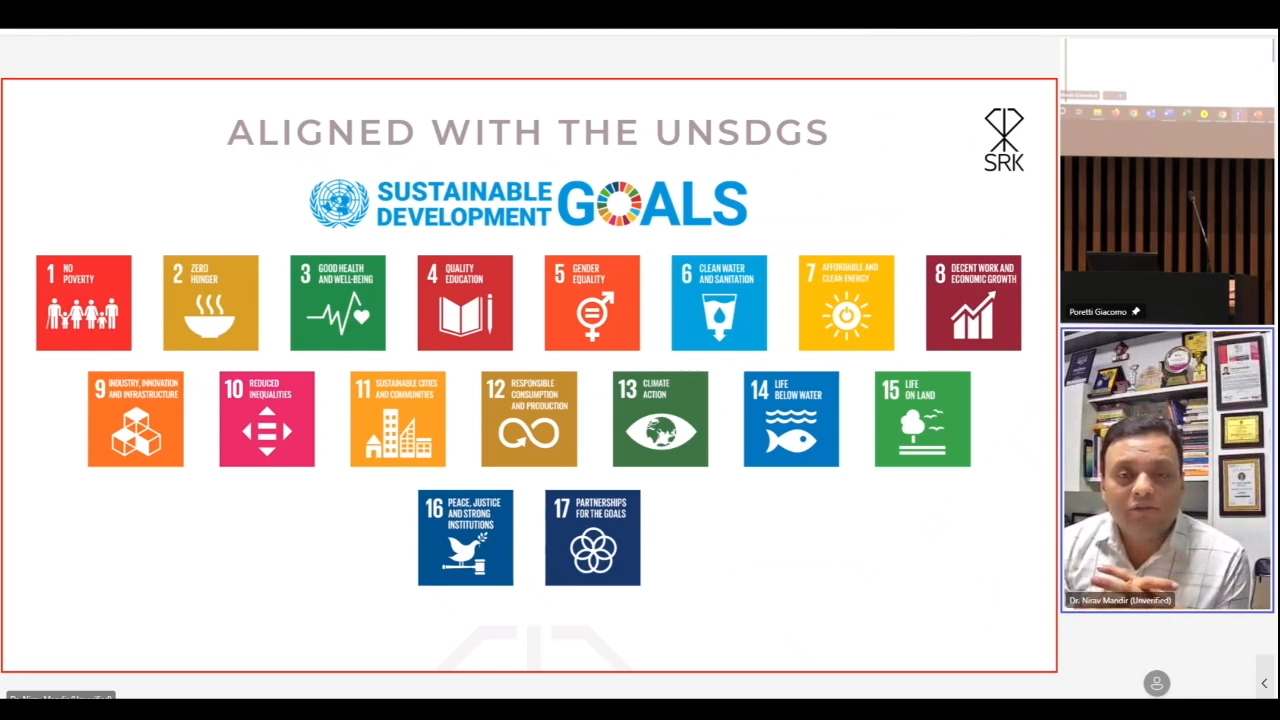 ALIGNED WITH THE UNSDGS
SRK
SUSTAINABLE
DEVELOPMENT
GOALS
1 NO
POVERTY
2 ZERO
HUNGER
3 GOOD HEALTH
AND WELL-BEING
4 QUALITY
EDUCATION
5 GENDER
EQUALITY
6 CLEAN WATER
AND SANITATION
7 AFFORDABLE AND
CLEAN ENERGY
8 DECENT WORK AND
ECONOMIC GROWTH
9 INDUSTRY, INNOVATION
AND INFRASTRUCTURE
10 REDUCED
INEQUALITIES
11 SUSTAINABLE CITIES
AND COMMUNITIES
12 RESPONSIBLE
CONSUMPTION
AND PRODUCTION
13 CLIMATE
ACTION
14 LIFE
BELOW WATER
15 LIFE
ON LAND
16 PEACE, JUSTICE
AND STRONG
INSTITUTIONS
17 PARTNERSHIPS
FOR THE GOALS
Poretti Giacomo
Dr. Nirav Mandir (Unverified)